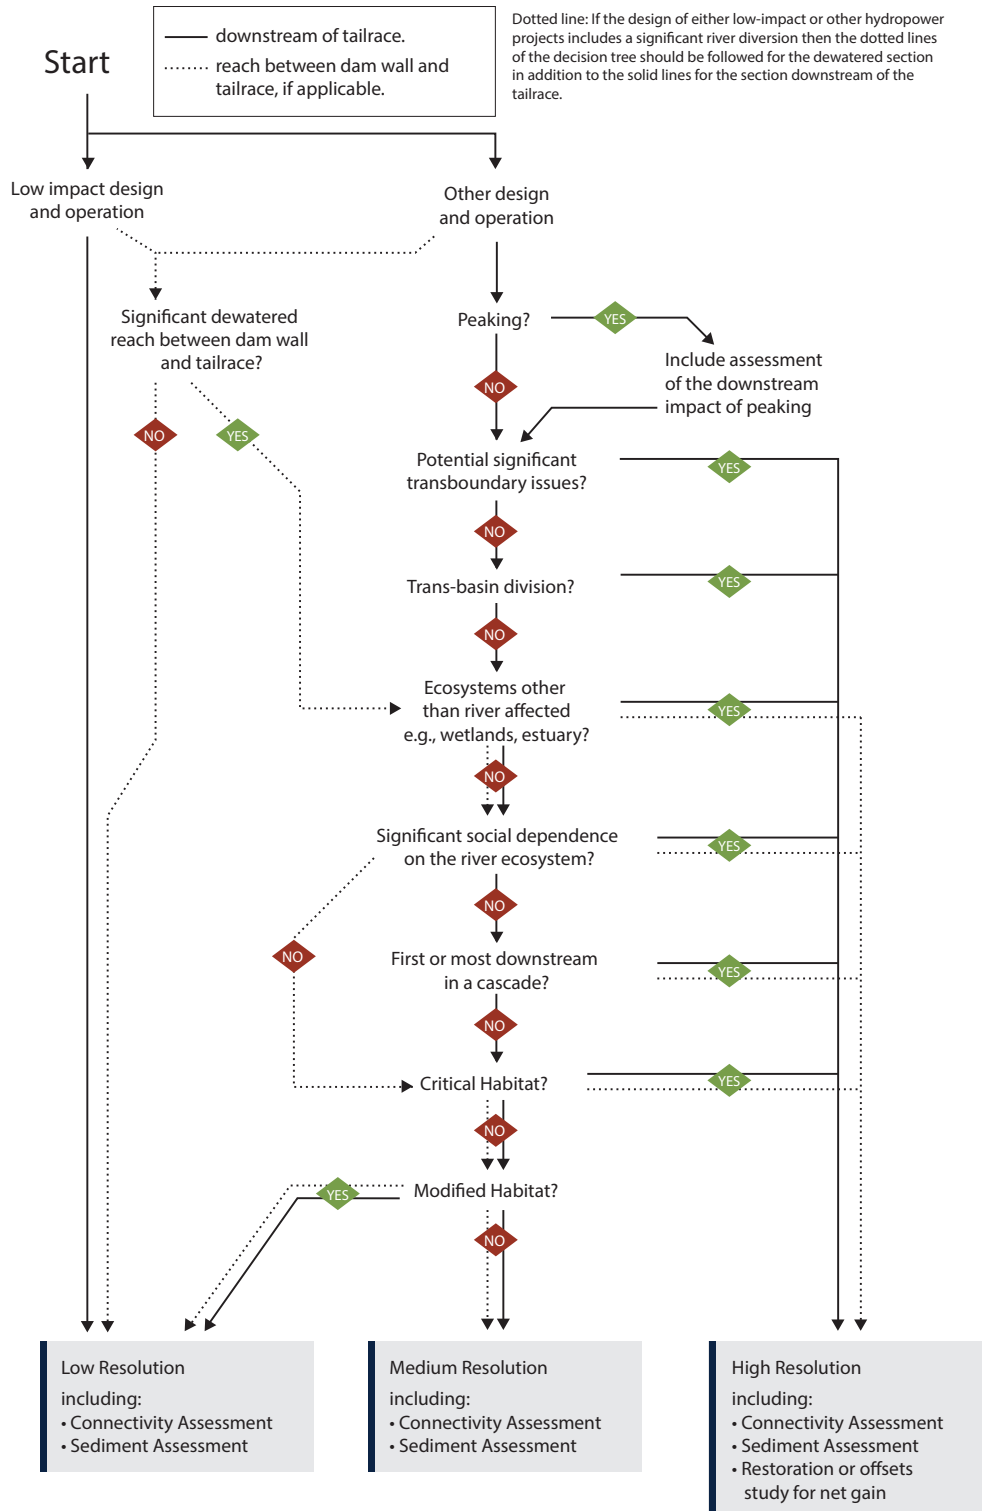 Start
downstream of tailrace.
reach between dam wall and
tailrace, if applicable.
Dotted line: If the design of either low-impact or other hydropower
projects includes a significant river diversion then the dotted lines
of the decision tree should be followed for the dewatered section
in addition to the solid lines for the section downstream of the
tailrace.
Low impact design
and operation
Other design
and operation
Significant dewatered
reach between dam wall
and tailrace?
Peaking?
YES
Include assessment
of the downstream
impact of peaking
NO
NO
YES
Potential significant
transboundary issues?
YES
NO
Trans-basin division?
YES
NO
Ecosystems other
than river affected
e.g., wetlands, estuary?
YES
NO
Significant social dependence
on the river ecosystem?
YES
NO
NO
First or most downstream
in a cascade?
YES
NO
Critical Habitat?
YES
NO
Modified Habitat?
YES
NO
Low Resolution
including:
• Connectivity Assessment
• Sediment Assessment
Medium Resolution
including:
• Connectivity Assessment
• Sediment Assessment
High Resolution
including:
• Connectivity Assessment
• Sediment Assessment
• Restoration or offsets
study for net gain